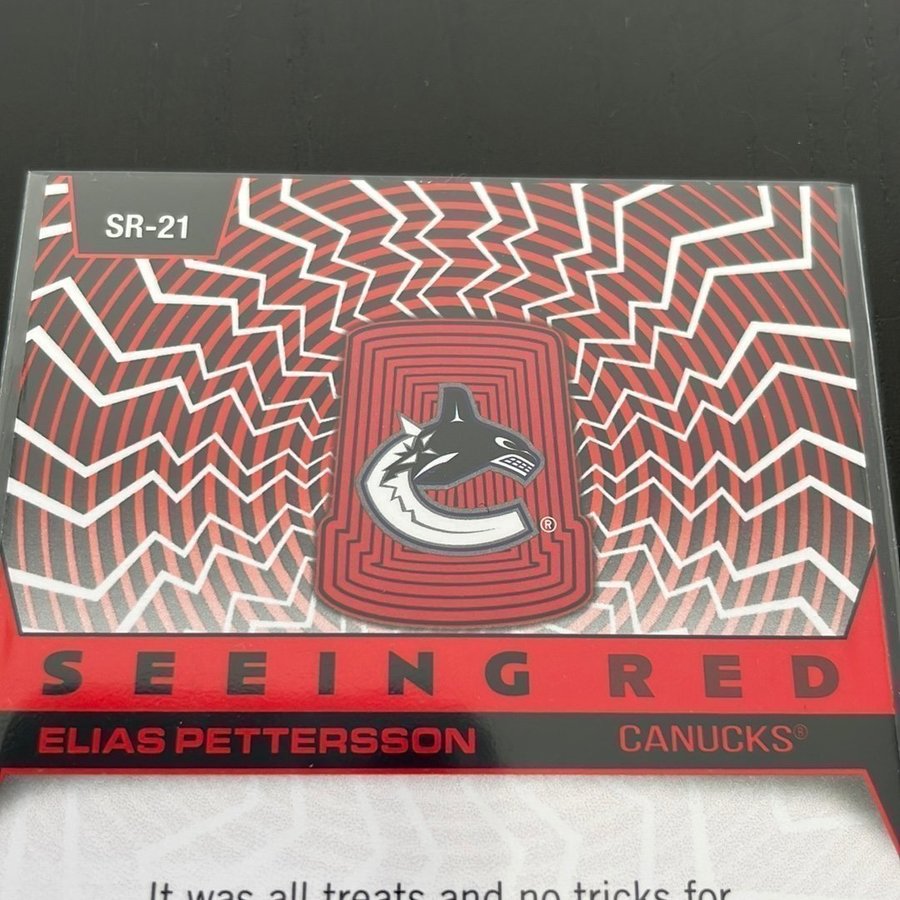 SR-21
®
SEEING RED
ELIAS PETTERSSON CANUCKS®
It was all treats and no tricks for